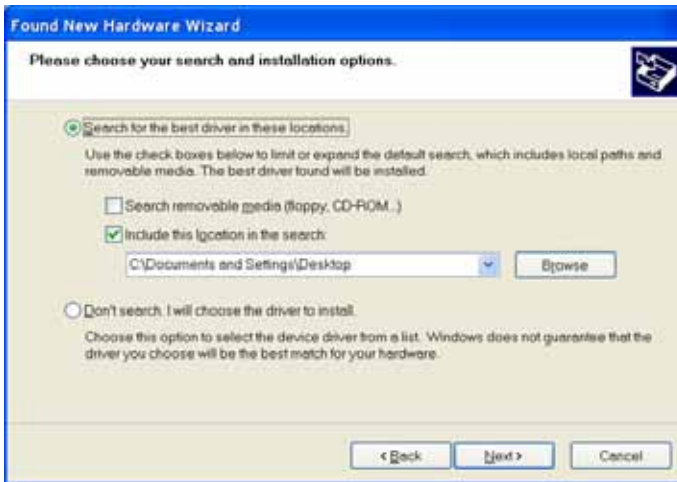 Found New Hardware Wizard
Please choose your search and installation options.
Search for the best driver in these locations.
Use the check boxes below to limit or expand the default search, which includes local paths and
removable media. The best driver found will be installed.
Search removable media (floppy, CD-ROM...)
Include this location in the search:
C:\Documents and Settings\Desktop
Browse
Don't search. I will choose the driver to install.
Choose this option to select the device driver from a list. Windows does not guarantee that the
driver you choose will be the best match for your hardware.
< Back Next > Cancel